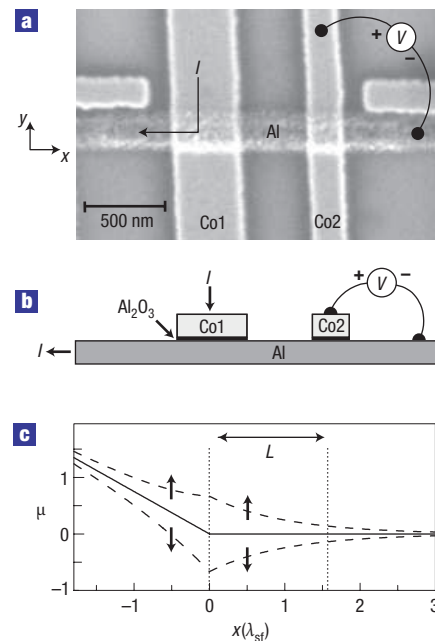 a
I
+ V −
y
x
Al
500 nm
Co1
Co2
b
I
+ V −
Al₂O₃
Co1
Co2
I
Al
c
L
1
μ
0
−1
−1
0
1
2
3
x(λsf)